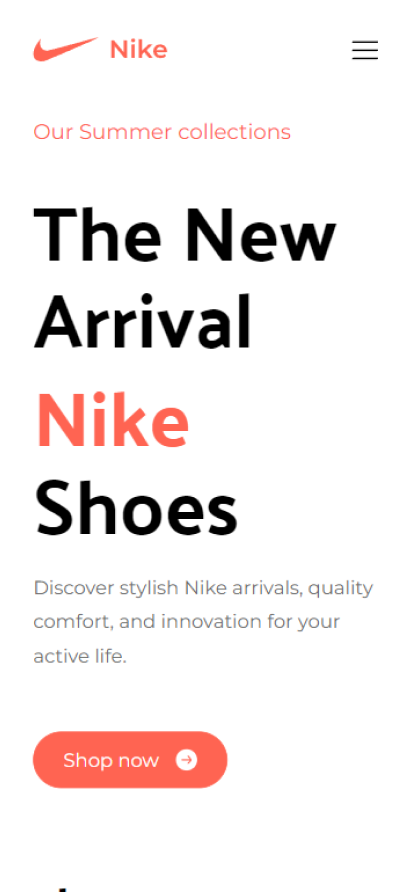 Nike
Our Summer collections
The New
Arrival
Nike
Shoes
Discover stylish Nike arrivals, quality
comfort, and innovation for your
active life.
Shop now